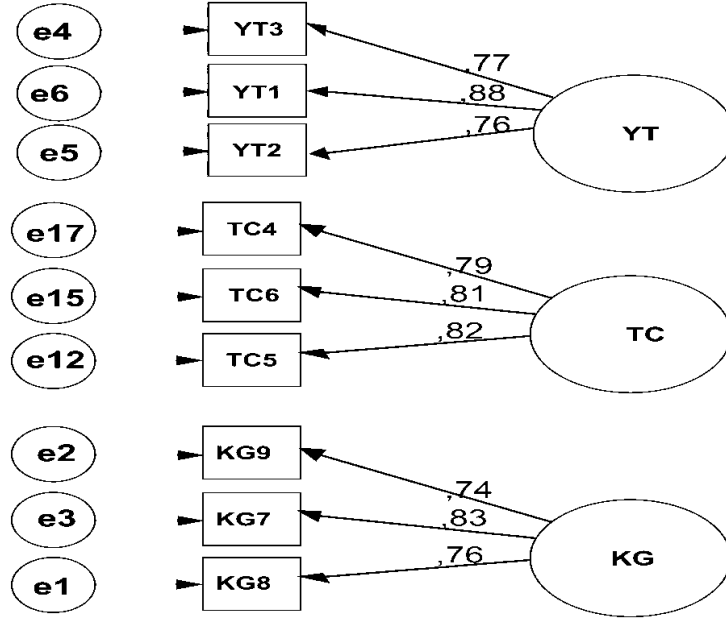 e4 YT3 ,77
e6 YT1 ,88 YT
e5 YT2 ,76
e17 TC4 ,79
e15 TC6 ,81 TC
e12 TC5 ,82
e2 KG9 ,74
e3 KG7 ,83 KG
e1 KG8 ,76